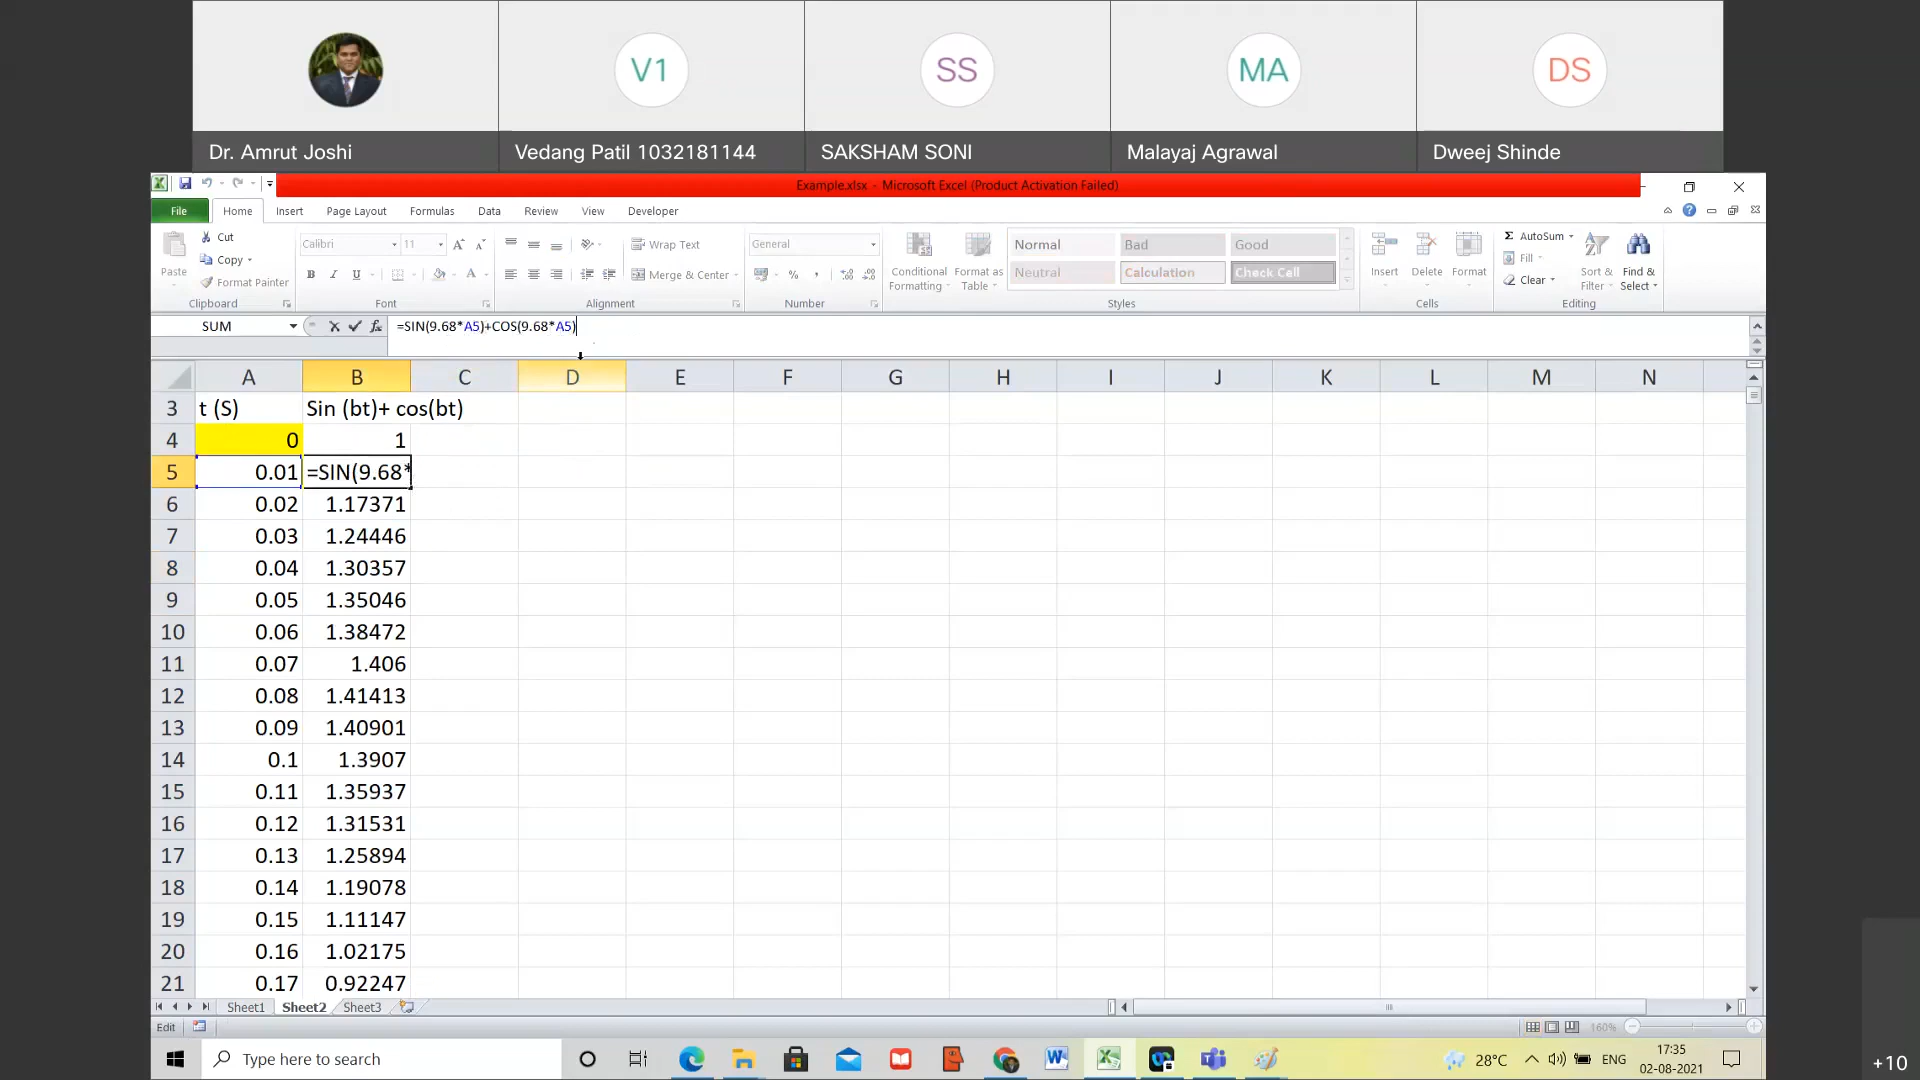 V1
SS
MA
DS
Dr. Amrut Joshi
Vedang Patil 1032181144
SAKSHAM SONI
Malayaj Agrawal
Dweej Shinde
Example.xlsx - Microsoft Excel (Product Activation Failed)
File Home Insert Page Layout Formulas Data Review View Developer
Paste
Cut
Copy
Format Painter
Clipboard
Calibri 11
B I U
Font
Wrap Text
Merge & Center
Alignment
General
Number
Conditional Formatting
Format as Table
Normal Bad Good
Neutral Calculation Check Cell
Styles
Insert Delete Format
Cells
Σ AutoSum
Fill
Clear
Sort & Filter
Find & Select
Editing
SUM fx =SIN(9.68*A5)+COS(9.68*A5)
A B C D E F G H I J K L M N
3 t (S) Sin (bt)+ cos(bt)
4 0 1
5 0.01 =SIN(9.68*
6 0.02 1.17371
7 0.03 1.24446
8 0.04 1.30357
9 0.05 1.35046
10 0.06 1.38472
11 0.07 1.406
12 0.08 1.41413
13 0.09 1.40901
14 0.1 1.3907
15 0.11 1.35937
16 0.12 1.31531
17 0.13 1.25894
18 0.14 1.19078
19 0.15 1.11147
20 0.16 1.02175
21 0.17 0.92247
Sheet1 Sheet2 Sheet3
Edit 160%
Type here to search
28°C ENG
17:35
02-08-2021
+10